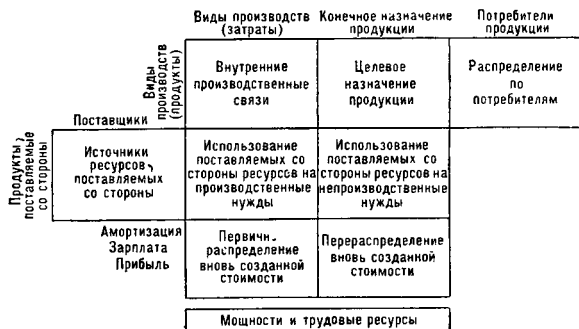 Виды производств
(затраты)
Конечное назначение
продукции
Потребители
продукции
Виды
производств
(продукты)
Внутренние
производственные
связи
Целевое
назначение
продукции
Распределение
по
потребителям
Поставщики
Продукты,
поставляемые
со стороны
Источники
ресурсов,
поставляемых
со стороны
Использование
поставляемых со
стороны ресурсов на
производственные
нужды
Использование
поставляемых со
стороны ресурсов на
непроизводственные
нужды
Амортизация
Зарплата
Прибыль
Первичн.
распределение
вновь созданной
стоимости
Перераспределение
вновь созданной
стоимости
Мощности и трудовые ресурсы